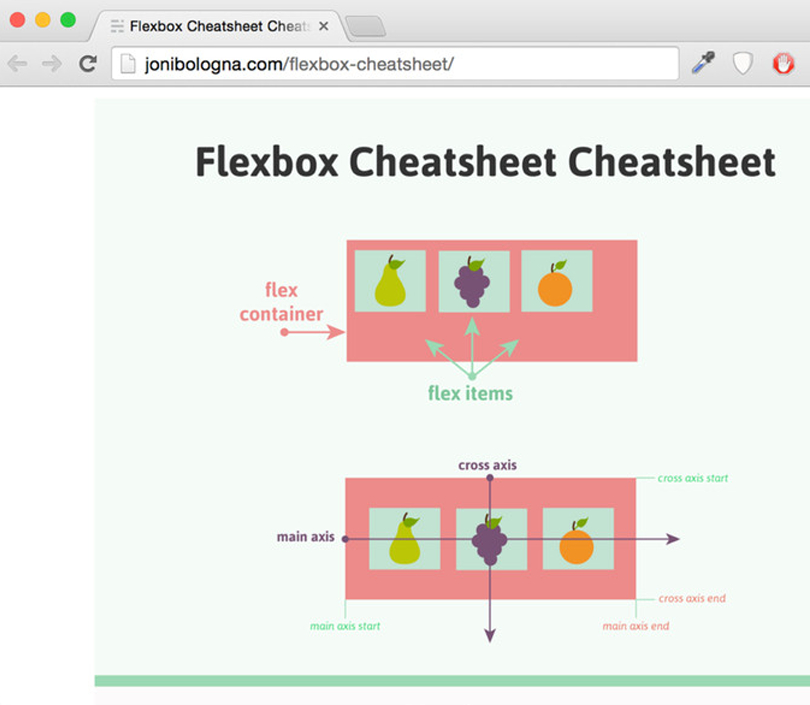 Flexbox Cheatsheet Cheat
jonibologna.com/flexbox-cheatsheet/
Flexbox Cheatsheet Cheatsheet
flex
container
flex items
cross axis
cross axis start
main axis
cross axis end
main axis start
main axis end